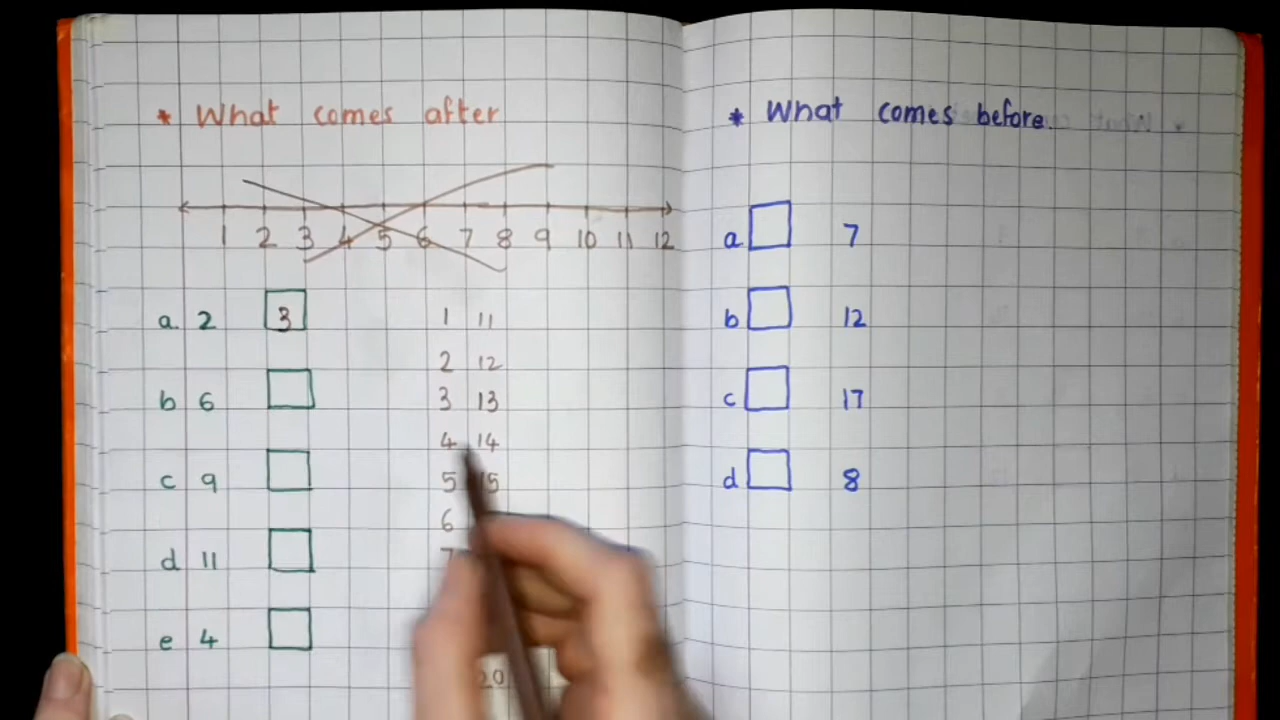 * What comes after
1 2 3 4 5 6 7 8 9 10 11 12
a. 2 3
b 6
c 9
d 11
e 4
1 11
2 12
3 13
4 14
5 15
6
7
20
* What comes before.
a 7
b 12
c 17
d 8